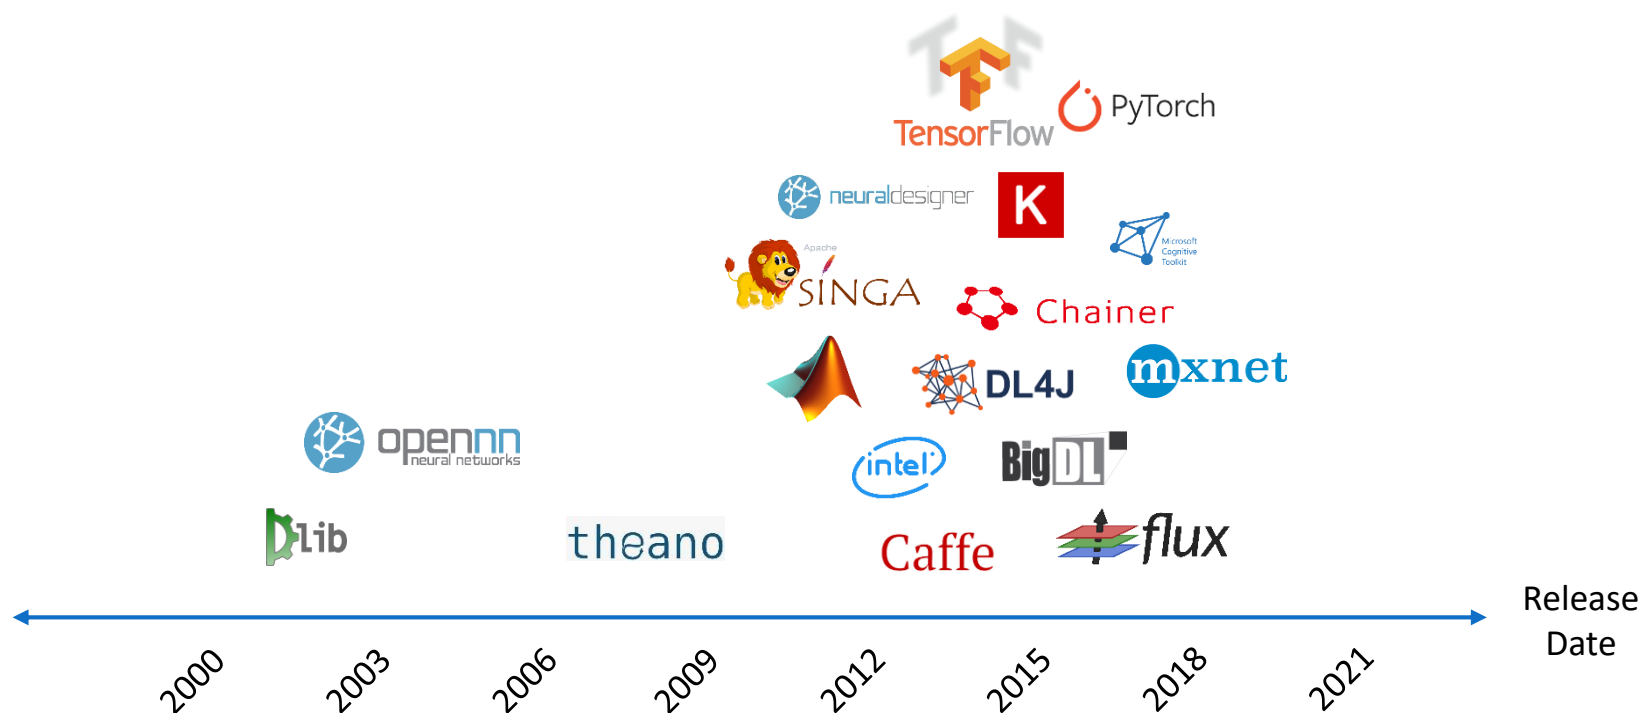 TF
TensorFlow
PyTorch
neuraldesigner
K
Microsoft
Cognitive
Toolkit
Apache
SINGA
Chainer
DL4J
mxnet
opennn
neural networks
intel
BigDL
Dlib
theano
Caffe
flux
Release
Date
2000
2003
2006
2009
2012
2015
2018
2021